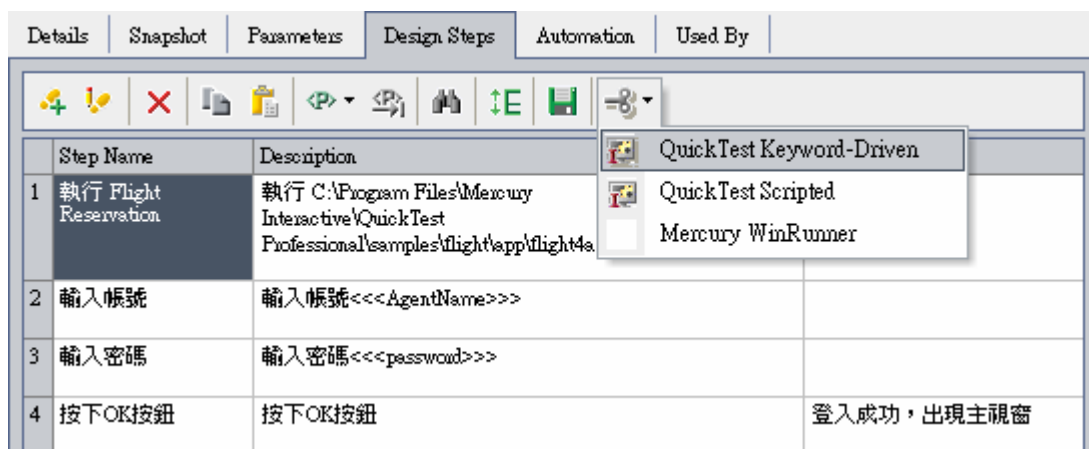 Details Snapshot Parameters Design Steps Automation Used By
Step Name Description
QuickTest Keyword-Driven
QuickTest Scripted
Mercury WinRunner
1 執行 Flight Reservation
執行 C:\Program Files\Mercury
Interactive\QuickTest
Professional\samples\flight\app\flight4a
2 輸入帳號 輸入帳號<<<AgentName>>>
3 輸入密碼 輸入密碼<<<password>>>
4 按下OK按鈕 按下OK按鈕 登入成功，出現主視窗